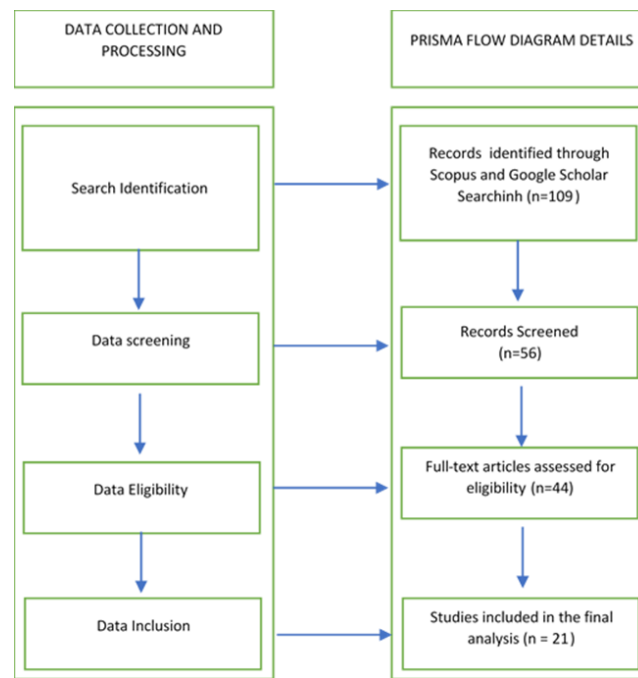 DATA COLLECTION AND
PROCESSING
PRISMA FLOW DIAGRAM DETAILS
Search Identification
Records identified through
Scopus and Google Scholar
Searchinh (n=109)
Data screening
Records Screened
(n=56)
Data Eligibility
Full-text articles assessed for
eligibility (n=44)
Data Inclusion
Studies included in the final
analysis (n = 21)